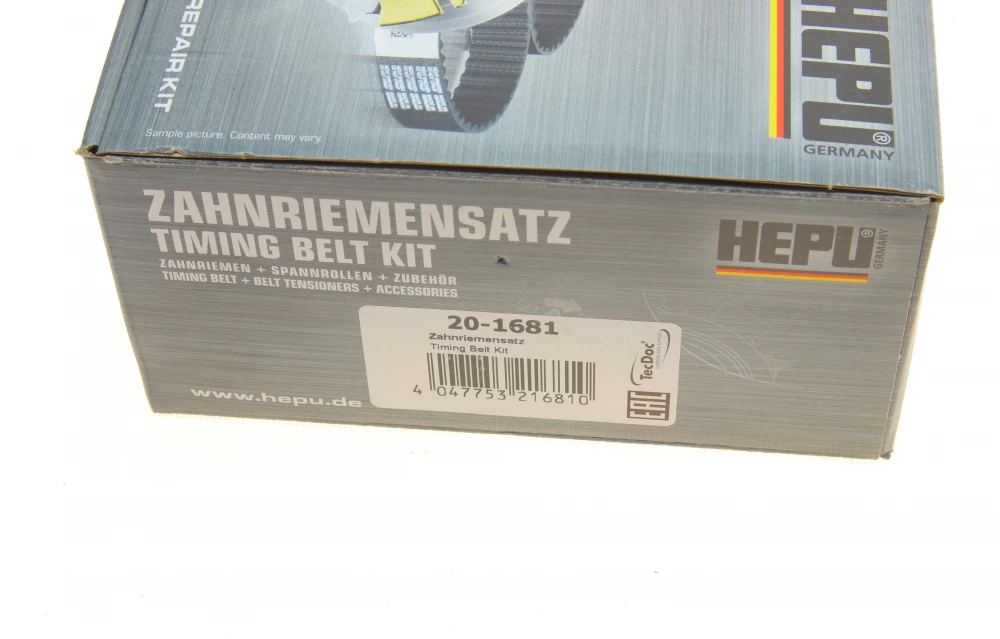 REPAIR KIT
Sample picture. Content may vary.
HEPU®
GERMANY
ZAHNRIEMENSATZ
TIMING BELT KIT
ZAHNRIEMEN + SPANNROLLEN + ZUBEHÖR
TIMING BELT + BELT TENSIONERS + ACCESSORIES
HEPU®
GERMANY
20-1681
Zahnriemensatz
Timing Belt Kit
4 047753 216810
TecDoc
EAC
www.hepu.de